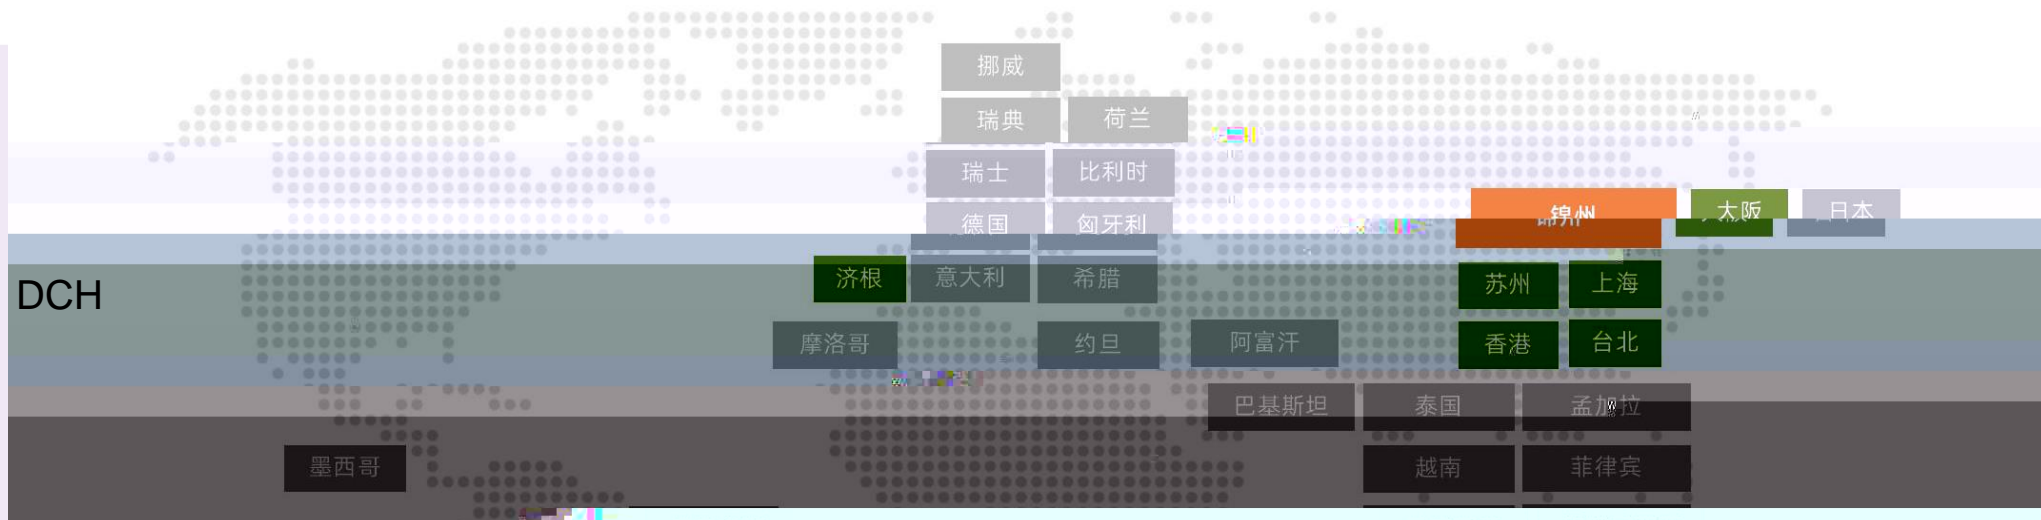 挪威
瑞典 荷兰
瑞士 比利时
德国 匈牙利 锦州 大阪 日本
DCH 济根 意大利 希腊 苏州 上海
摩洛哥 约旦 阿富汗 香港 台北
巴基斯坦 泰国 孟加拉
墨西哥 越南 菲律宾